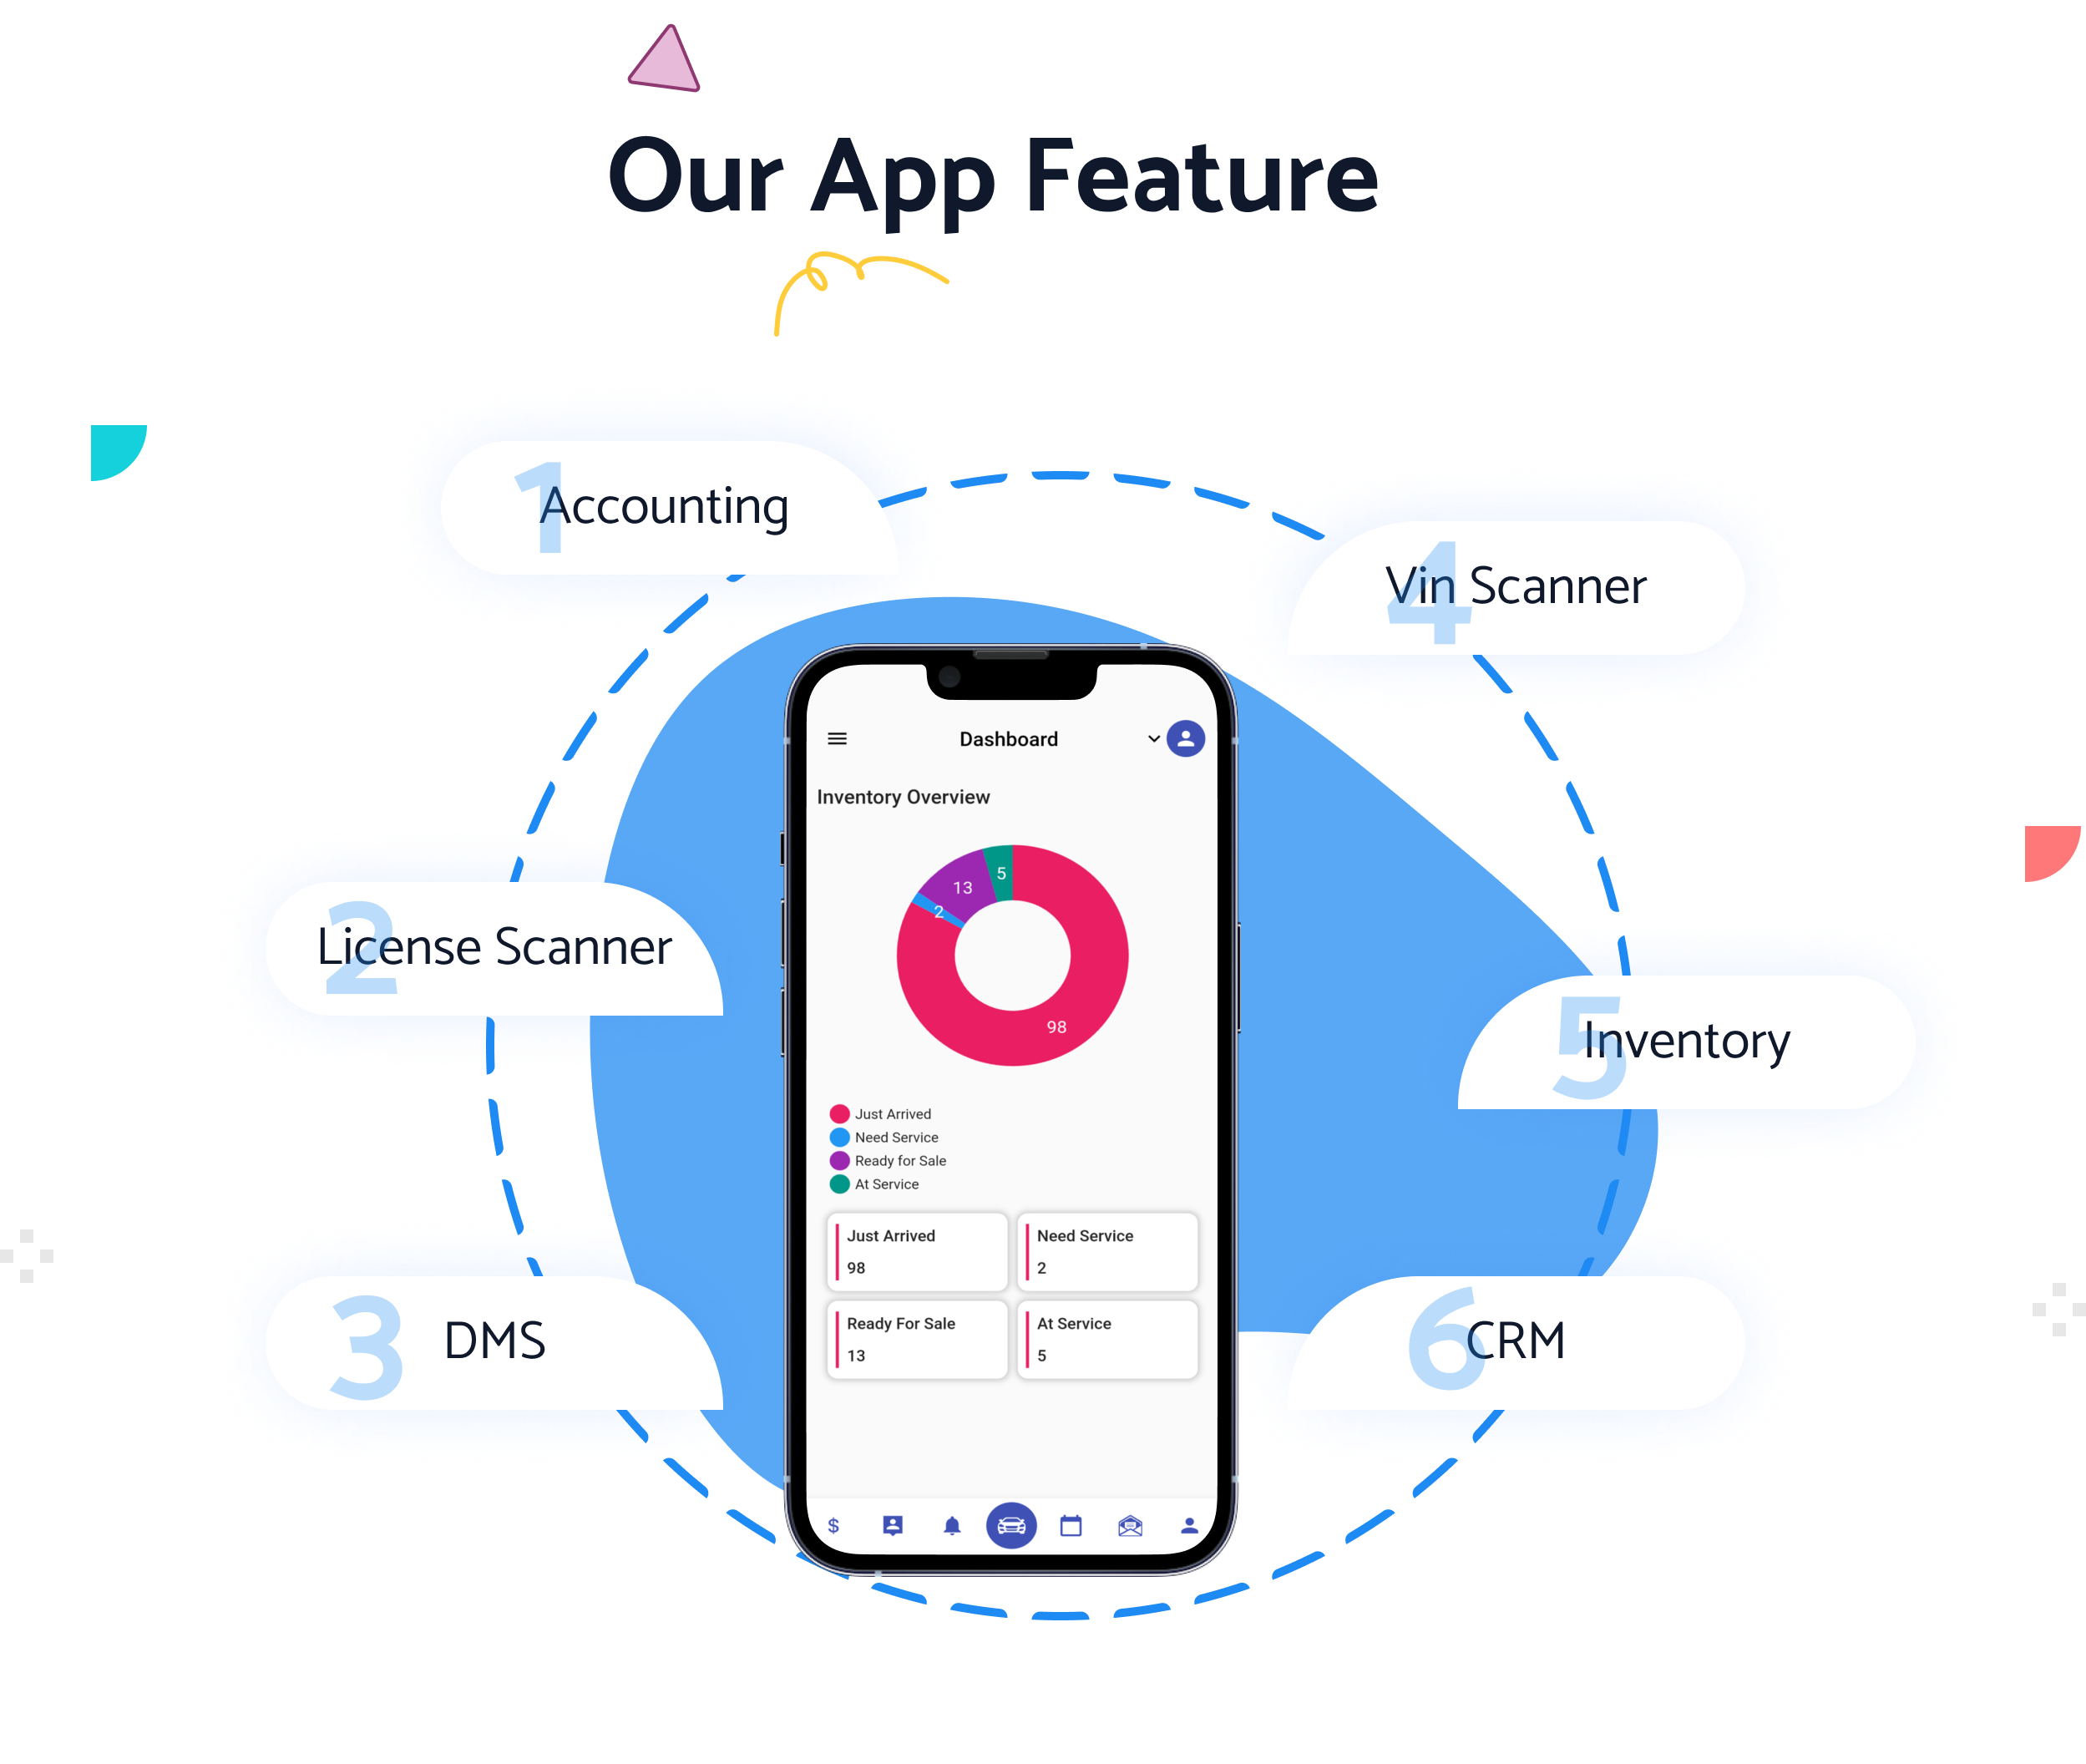 Our App Feature
1
Accounting
2
License Scanner
3
DMS
4
Vin Scanner
5
Inventory
6
CRM
Dashboard
Inventory Overview
5
13
2
98
Just Arrived
Need Service
Ready for Sale
At Service
Just Arrived
98
Need Service
2
Ready For Sale
13
At Service
5
$